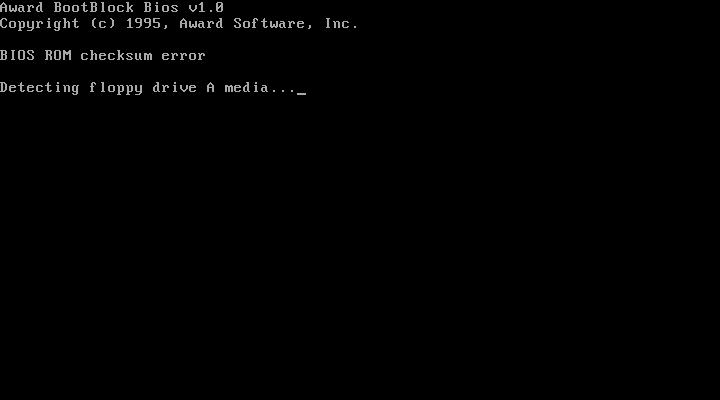 Award BootBlock Bios v1.0
Copyright (c) 1995, Award Software, Inc.
BIOS ROM checksum error
Detecting floppy drive A media..._